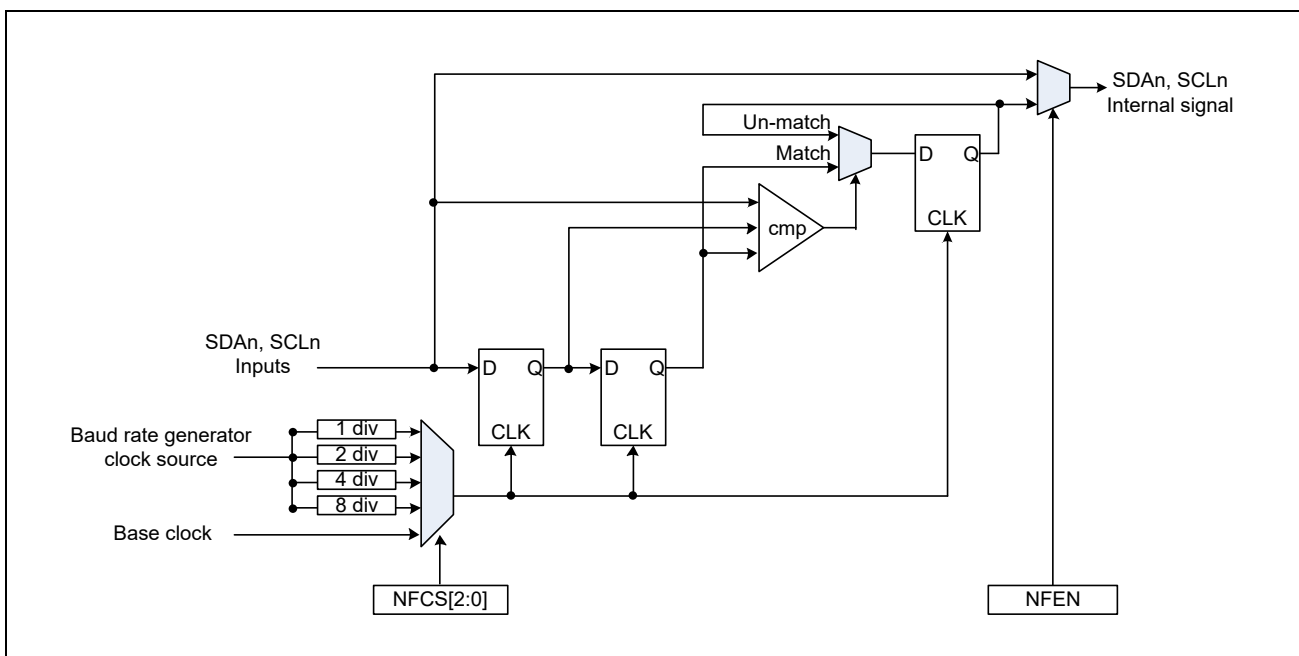 SDAn, SCLn
Internal signal
Un-match
Match
D Q
CLK
cmp
SDAn, SCLn
Inputs
D Q
CLK
D Q
CLK
Baud rate generator
clock source
1 div
2 div
4 div
8 div
Base clock
NFCS[2:0]
NFEN